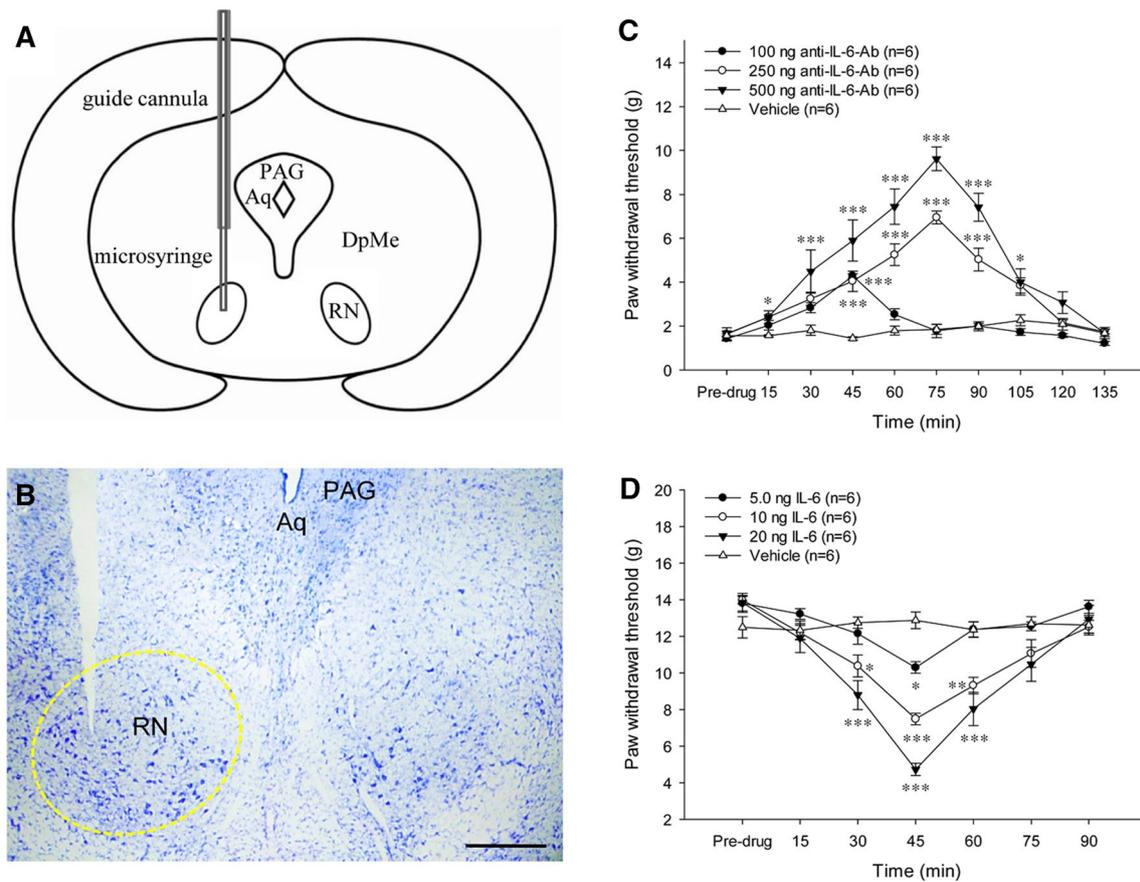 A
guide cannula
PAG
Aq
DpMe
microsyringe
RN
B
PAG
Aq
RN
C
100 ng anti-IL-6-Ab (n=6)
250 ng anti-IL-6-Ab (n=6)
500 ng anti-IL-6-Ab (n=6)
Vehicle (n=6)
Paw withdrawal threshold (g)
14
12
10
8
6
4
2
0
***
***
***
***
***
***
***
***
***
***
*
*
Pre-drug 15 30 45 60 75 90 105 120 135
Time (min)
D
5.0 ng IL-6 (n=6)
10 ng IL-6 (n=6)
20 ng IL-6 (n=6)
Vehicle (n=6)
Paw withdrawal threshold (g)
20
18
16
14
12
10
8
6
4
2
*
*
**
***
***
***
***
Pre-drug 15 30 45 60 75 90
Time (min)